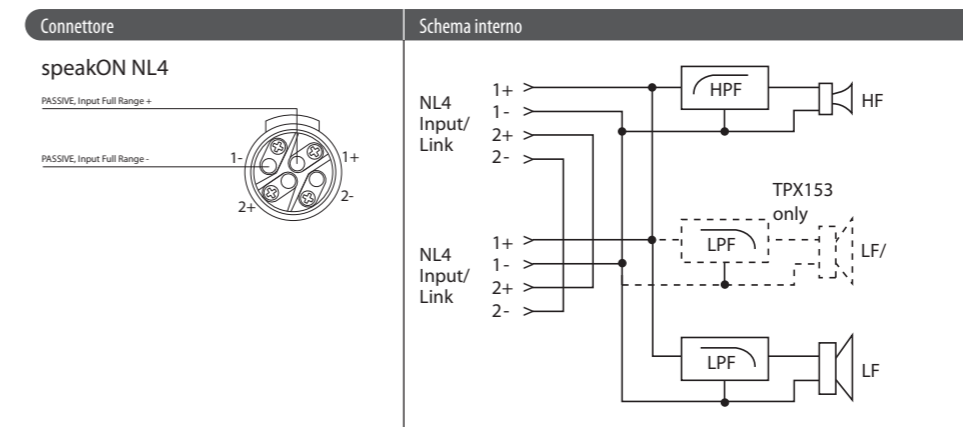 Connettore
Schema interno
speakON NL4
PASSIVE, Input Full Range +
PASSIVE, Input Full Range -
1-
1+
2+
2-
NL4
Input/
Link
1+
1-
2+
2-
HPF
HF
TPX153
only
NL4
Input/
Link
1+
1-
2+
2-
LPF
LF/
LPF
LF